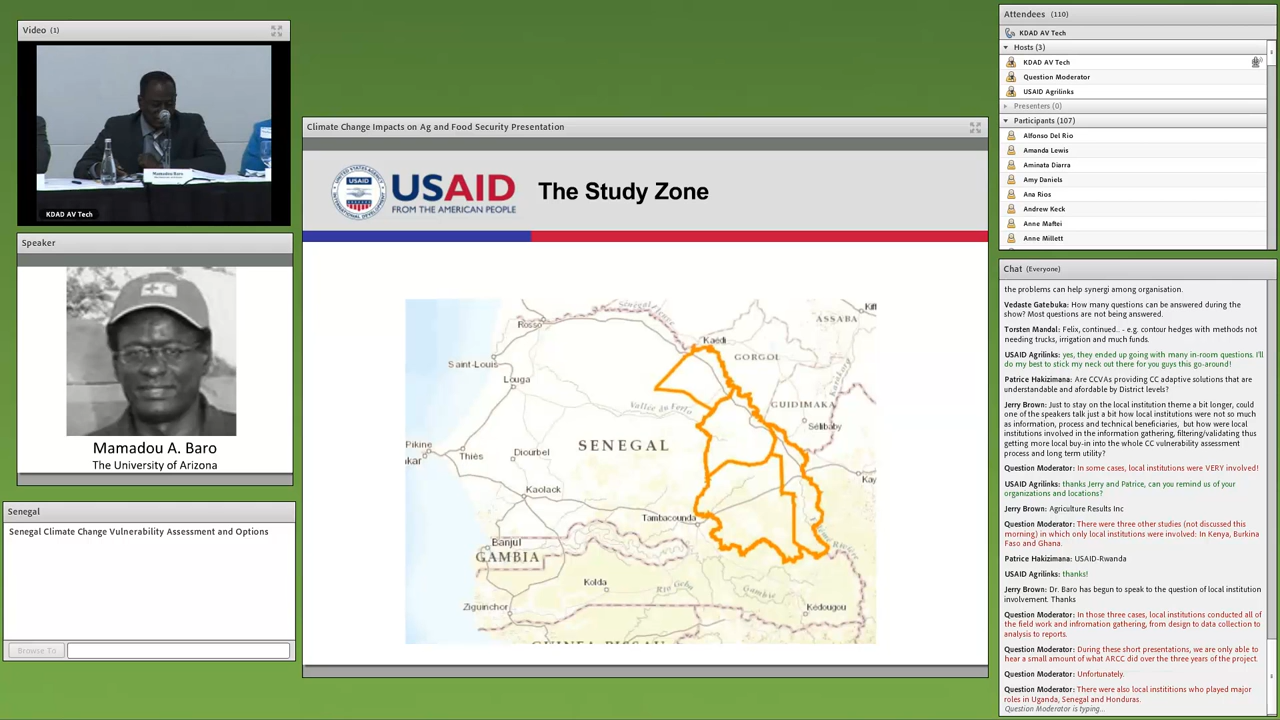 Video (1)
KDAD AV Tech
Mamadou Baro
Speaker
Mamadou A. Baro
The University of Arizona
Senegal
Senegal Climate Change Vulnerability Assessment and Options
Browse To
Climate Change Impacts on Ag and Food Security Presentation
USAID
USAID
FROM THE AMERICAN PEOPLE
The Study Zone
Rosso
Kaédi
ASSABA
Kiff
GORGOL
Saint-Louis
Louga
Vallée du Ferlo
GUIDIMAKA
Sélibaby
SENEGAL
Pikine
kar
Thiès
Diourbel
Kay
Kaolack
Tambacounda
Banjul
GAMBIA
Kolda
Ziguinchor
Kédougou
Attendees (110)
KDAD AV Tech
Hosts (3)
KDAD AV Tech
Question Moderator
USAID Agrilinks
Presenters (0)
Participants (107)
Alfonso Del Rio
Amanda Lewis
Aminata Diarra
Amy Daniels
Ana Rios
Andrew Keck
Anne Maftei
Anne Millett
Chat (Everyone)
the problems can help synergi among organisation.
Vedaste Gatebuka: How many questions can be answered during the
show? Most questions are not being answered.
Torsten Mandal: Felix, continued.. - e.g. contour hedges with methods not
needing trucks, irrigation and much funds.
USAID Agrilinks: yes, they ended up going with many in-room questions. I'll
do my best to stick my neck out there for you guys this go-around!
Patrice Hakizimana: Are CCVAs providing CC adaptive solutions that are
understandable and afordable by District levels?
Jerry Brown: Just to stay on the local institution theme a bit longer, could
one of the speakers talk just a bit how local institutions were not so much
as information, process and technical beneficiaries, but how were local
institutions involved in the information gathering, filtering/validating thus
getting more local buy-in into the whole CC vulnerability assessment
process and long term utility?
Question Moderator: In some cases, local institutions were VERY involved!
USAID Agrilinks: thanks Jerry and Patrice, can you remind us of your
organizations and locations?
Jerry Brown: Agriculture Results Inc
Question Moderator: There were three other studies (not discussed this
morning) in which only local institutions were involved: In Kenya, Burkina
Faso and Ghana.
Patrice Hakizimana: USAID-Rwanda
USAID Agrilinks: thanks!
Jerry Brown: Dr. Baro has begun to speak to the question of local institution
involvement. Thanks
Question Moderator: In those three cases, local institutions conducted all of
the field work and infromation gathering, from design to data collection to
analysis to reports.
Question Moderator: During these short presentations, we are only able to
hear a small amount of what ARCC did over the three years of the project.
Question Moderator: Unfortunately.
Question Moderator: There were also local instititions who played major
roles in Uganda, Senegal and Honduras.
Question Moderator is typing...